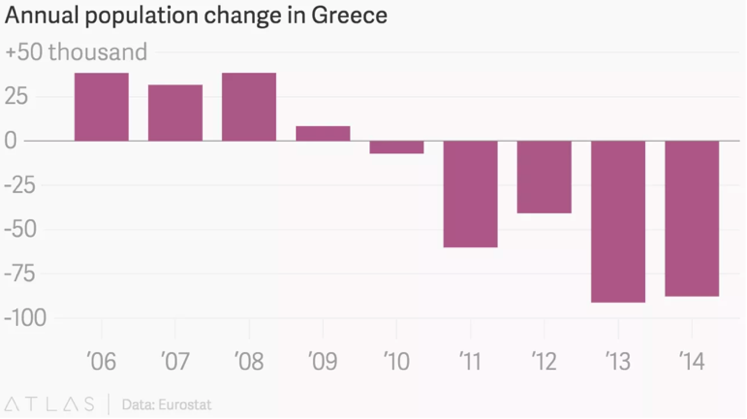 Annual population change in Greece
+50 thousand
25
0
-25
-50
-75
-100
’06 ’07 ’08 ’09 ’10 ’11 ’12 ’13 ’14
ATLAS | Data: Eurostat